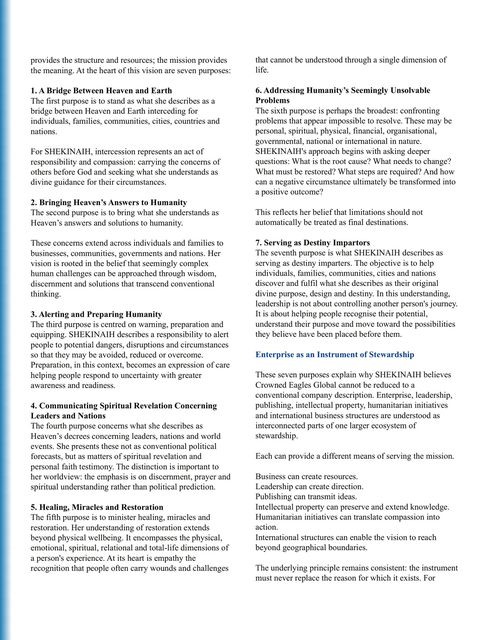 provides the structure and resources; the mission provides
the meaning. At the heart of this vision are seven purposes:
1. A Bridge Between Heaven and Earth
The first purpose is to stand as what she describes as a
bridge between Heaven and Earth interceding for
individuals, families, communities, cities, countries and
nations.
For SHEKINAIH, intercession represents an act of
responsibility and compassion: carrying the concerns of
others before God and seeking what she understands as
divine guidance for their circumstances.
2. Bringing Heaven's Answers to Humanity
The second purpose is to bring what she understands as
Heaven's answers and solutions to humanity.
These concerns extend across individuals and families to
businesses, communities, governments and nations. Her
vision is rooted in the belief that seemingly complex
human challenges can be approached through wisdom,
discernment and solutions that transcend conventional
thinking.
3. Alerting and Preparing Humanity
The third purpose is centred on warning, preparation and
equipping. SHEKINAIH describes a responsibility to alert
people to potential dangers, disruptions and circumstances
so that they may be avoided, reduced or overcome.
Preparation, in this context, becomes an expression of care
helping people respond to uncertainty with greater
awareness and readiness.
4. Communicating Spiritual Revelation Concerning
Leaders and Nations
The fourth purpose concerns what she describes as
Heaven's decrees concerning leaders, nations and world
events. She presents these not as conventional political
forecasts, but as matters of spiritual revelation and
personal faith testimony. The distinction is important to
her worldview: the emphasis is on discernment, prayer and
spiritual understanding rather than political prediction.
5. Healing, Miracles and Restoration
The fifth purpose is to minister healing, miracles and
restoration. Her understanding of restoration extends
beyond physical wellbeing. It encompasses the physical,
emotional, spiritual, relational and total-life dimensions of
a person's experience. At its heart is empathy the
recognition that people often carry wounds and challenges
that cannot be understood through a single dimension of
life.
6. Addressing Humanity's Seemingly Unsolvable
Problems
The sixth purpose is perhaps the broadest: confronting
problems that appear impossible to resolve. These may be
personal, spiritual, physical, financial, organisational,
governmental, national or international in nature.
SHEKINAIH's approach begins with asking deeper
questions: What is the root cause? What needs to change?
What must be restored? What steps are required? And how
can a negative circumstance ultimately be transformed into
a positive outcome?
This reflects her belief that limitations should not
automatically be treated as final destinations.
7. Serving as Destiny Impartors
The seventh purpose is what SHEKINAIH describes as
serving as destiny imparters. The objective is to help
individuals, families, communities, cities and nations
discover and fulfil what she describes as their original
divine purpose, design and destiny. In this understanding,
leadership is not about controlling another person's journey.
It is about helping people recognise their potential,
understand their purpose and move toward the possibilities
they believe have been placed before them.
Enterprise as an Instrument of Stewardship
These seven purposes explain why SHEKINAIH believes
Crowned Eagles Global cannot be reduced to a
conventional company description. Enterprise, leadership,
publishing, intellectual property, humanitarian initiatives
and international business structures are understood as
interconnected parts of one larger ecosystem of
stewardship.
Each can provide a different means of serving the mission.
Business can create resources.
Leadership can create direction.
Publishing can transmit ideas.
Intellectual property can preserve and extend knowledge.
Humanitarian initiatives can translate compassion into
action.
International structures can enable the vision to reach
beyond geographical boundaries.
The underlying principle remains consistent: the instrument
must never replace the reason for which it exists. For